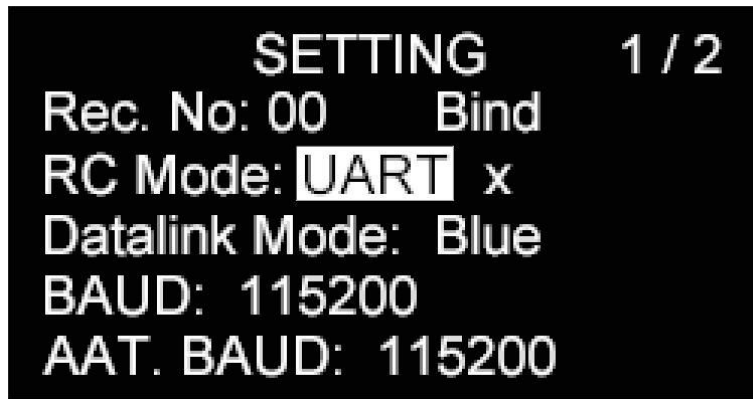 SETTING 1 / 2
Rec. No: 00 Bind
RC Mode: UART x
Datalink Mode: Blue
BAUD: 115200
AAT. BAUD: 115200